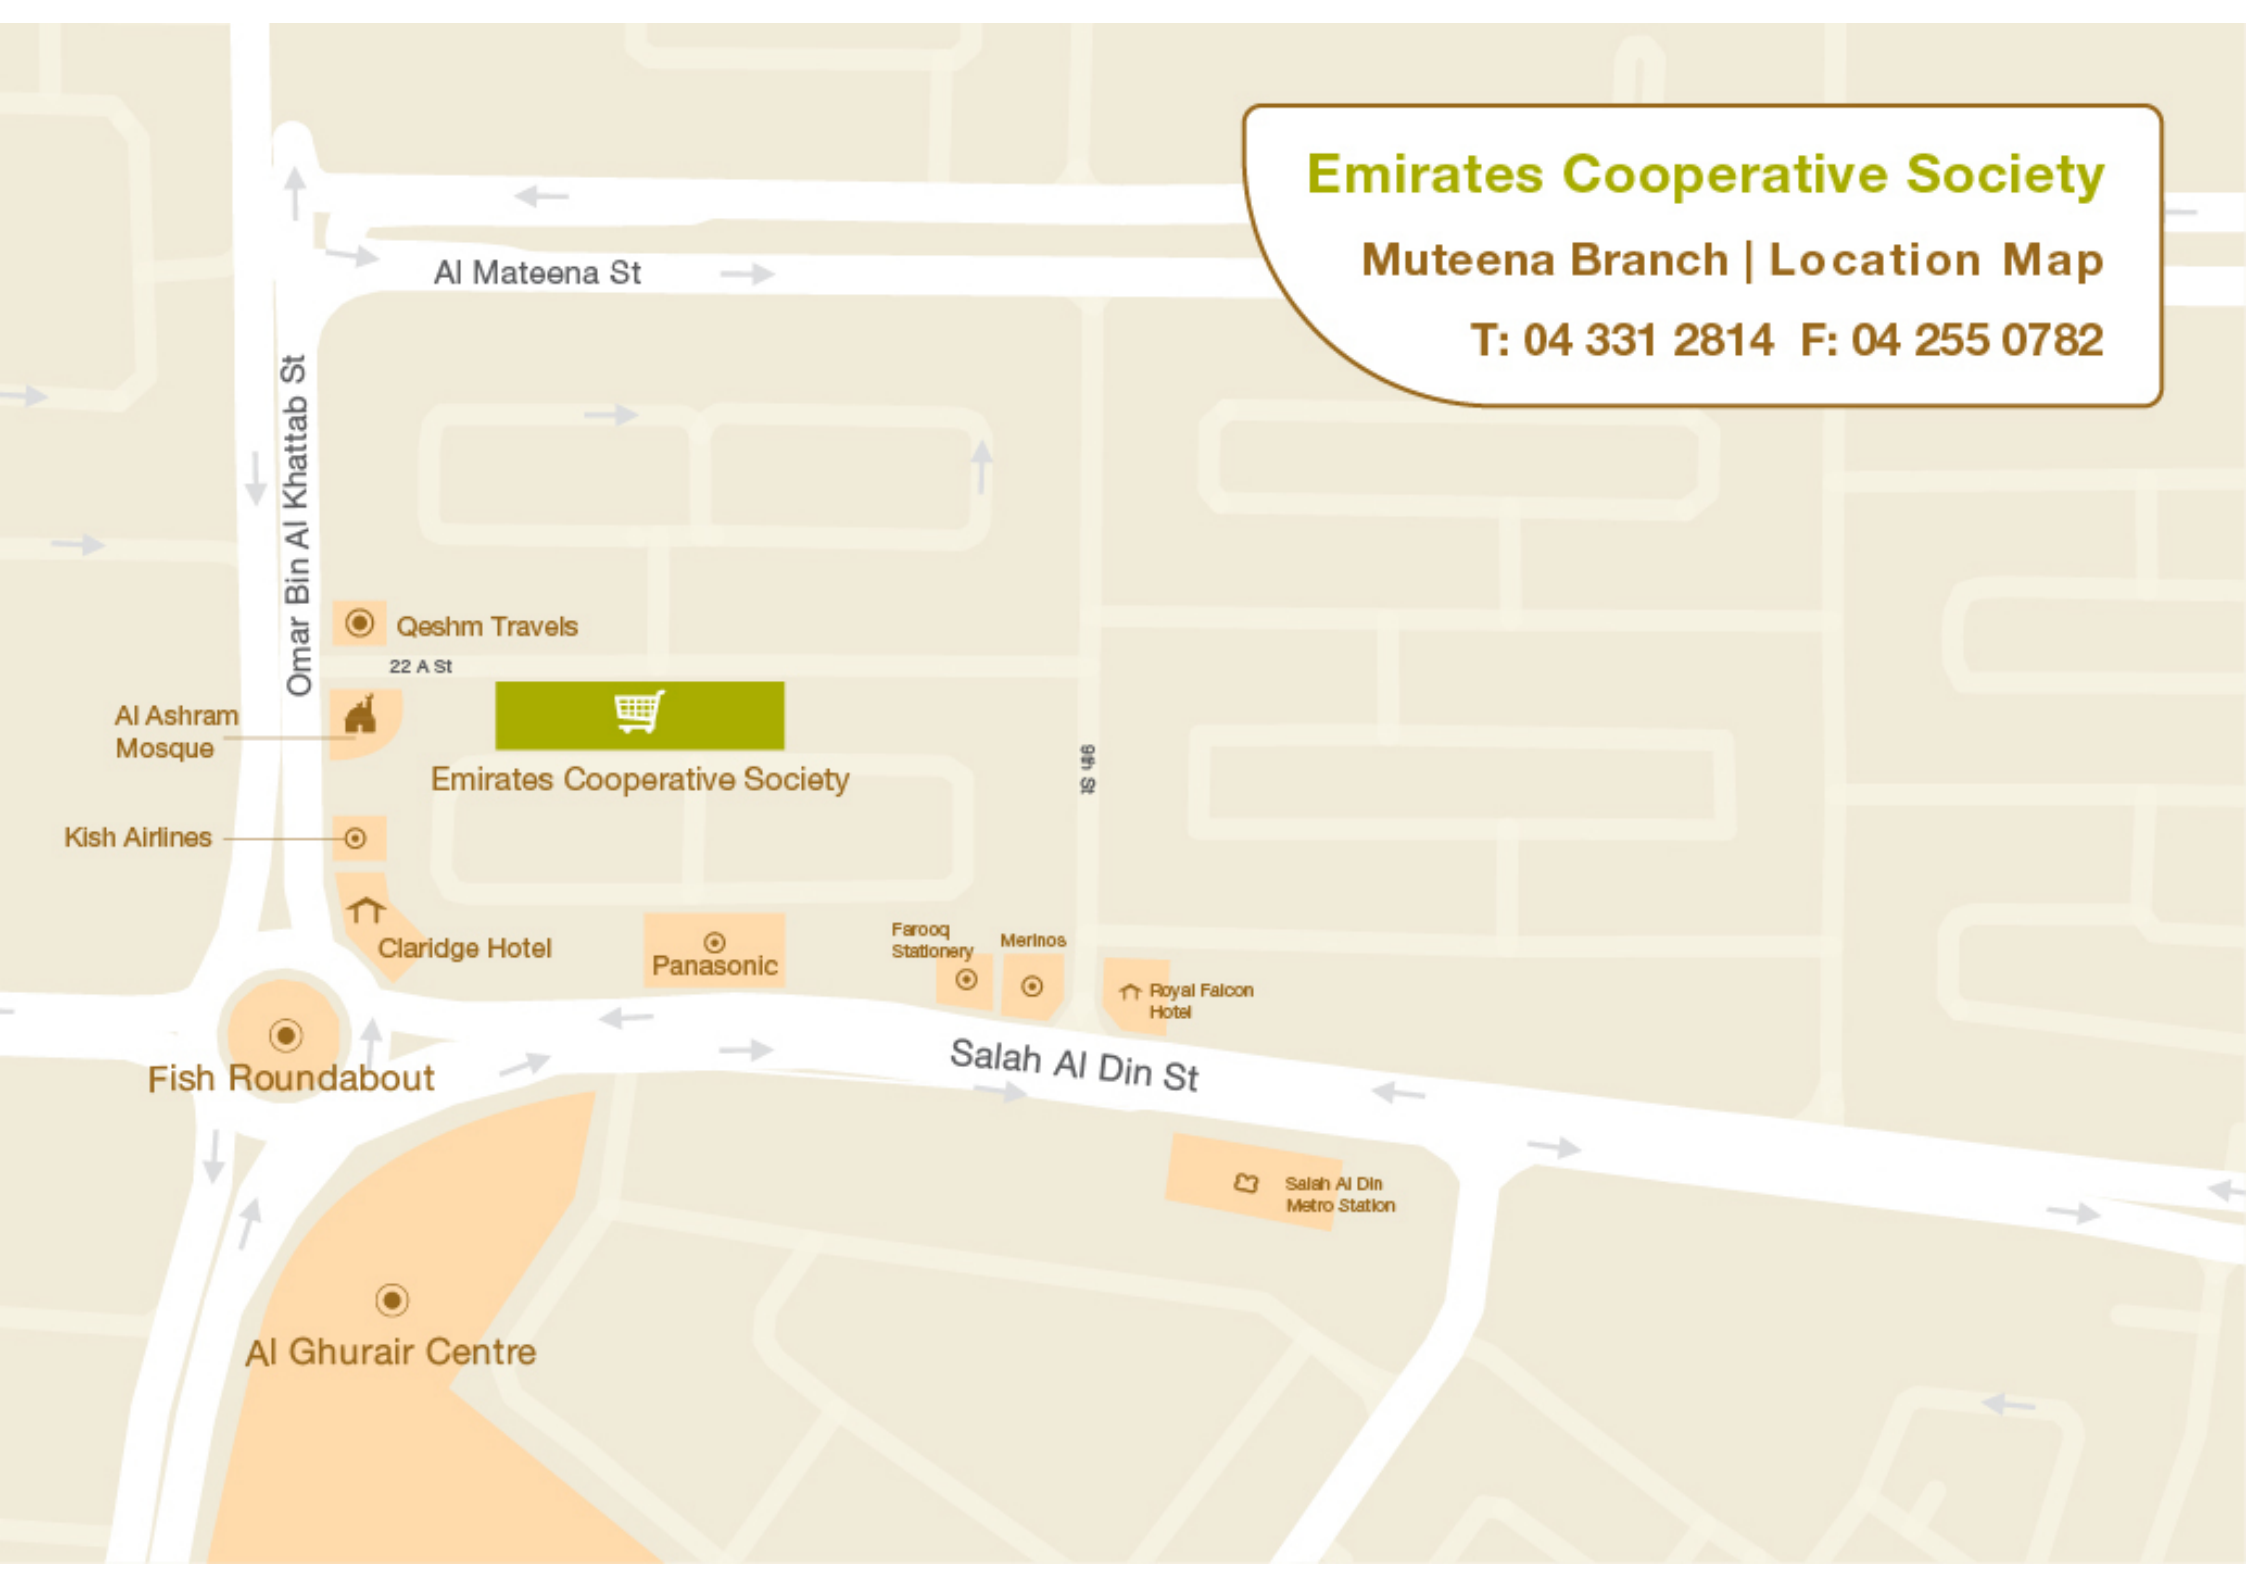 Emirates Cooperative Society
Muteena Branch | Location Map
T: 04 331 2814 F: 04 255 0782
Al Mateena St
Omar Bin Al Khattab St
Qeshm Travels
22 A St
Al Ashram
Mosque
Emirates Cooperative Society
9th St
Kish Airlines
Claridge Hotel
Panasonic
Farooq
Stationery
Merinos
Royal Falcon
Hotel
Salah Al Din St
Fish Roundabout
Salah Al Din
Metro Station
Al Ghurair Centre